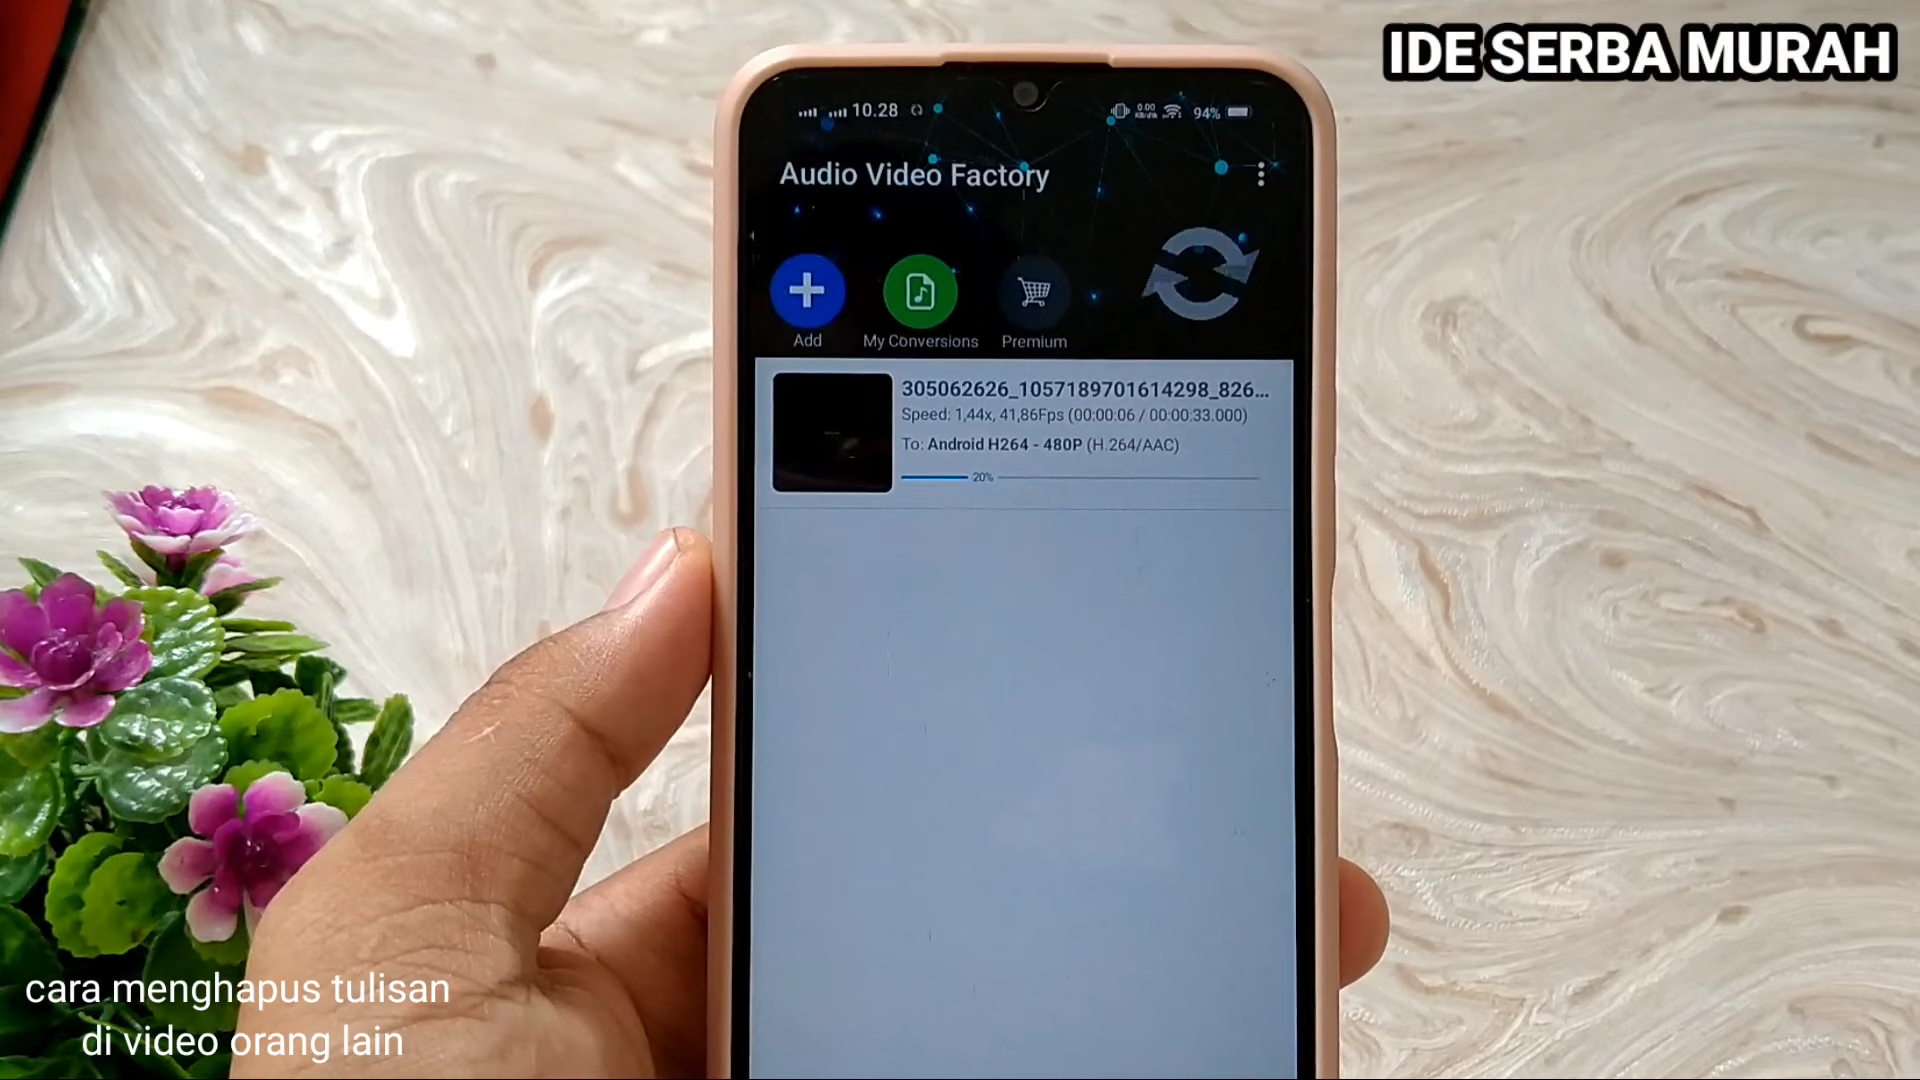 IDE SERBA MURAH
10.28
0.00
94%
Audio Video Factory
Add
My Conversions
Premium
305062626_1057189701614298_826...
Speed: 1,44x, 41,86Fps (00:00:06 / 00:00:33.000)
To: Android H264 - 480P (H.264/AAC)
20%
cara menghapus tulisan
di video orang lain